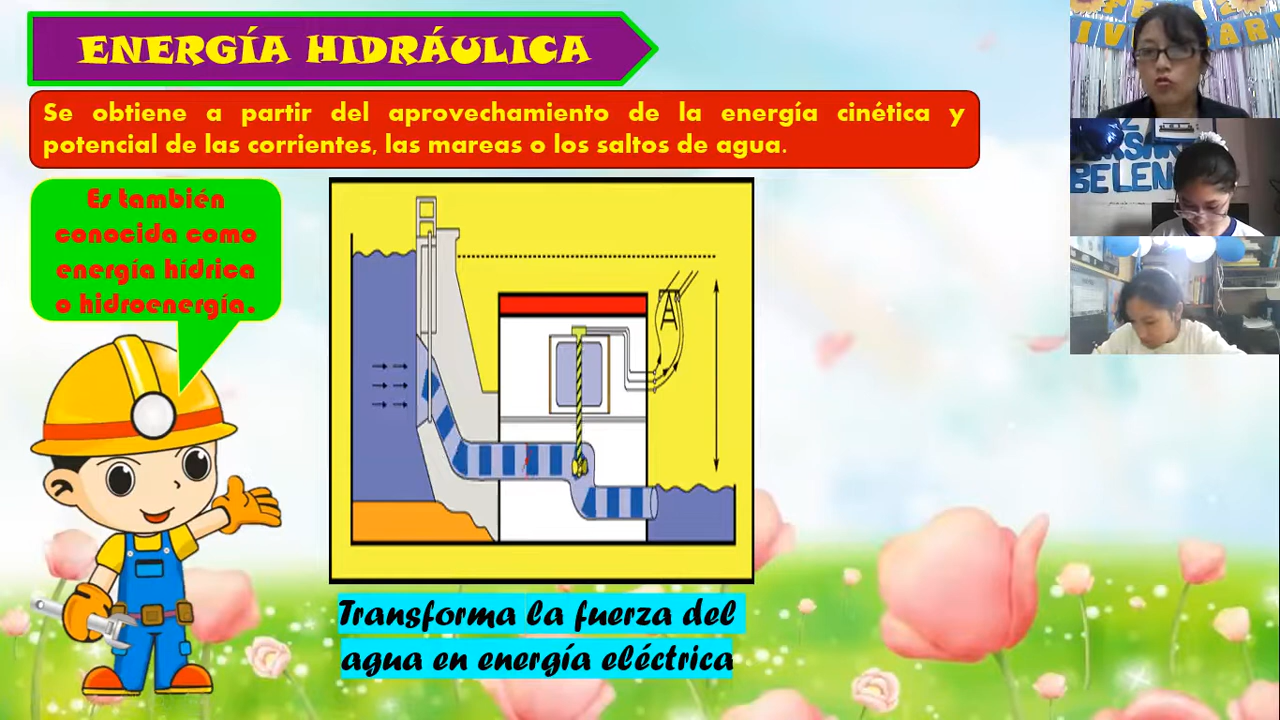 ENERGÍA HIDRÁULICA
Se obtiene a partir del aprovechamiento de la energía cinética y
potencial de las corrientes, las mareas o los saltos de agua.
Es también
conocida como
energía hídrica
o hidroenergía.
Transforma la fuerza del
agua en energía eléctrica
BELEN